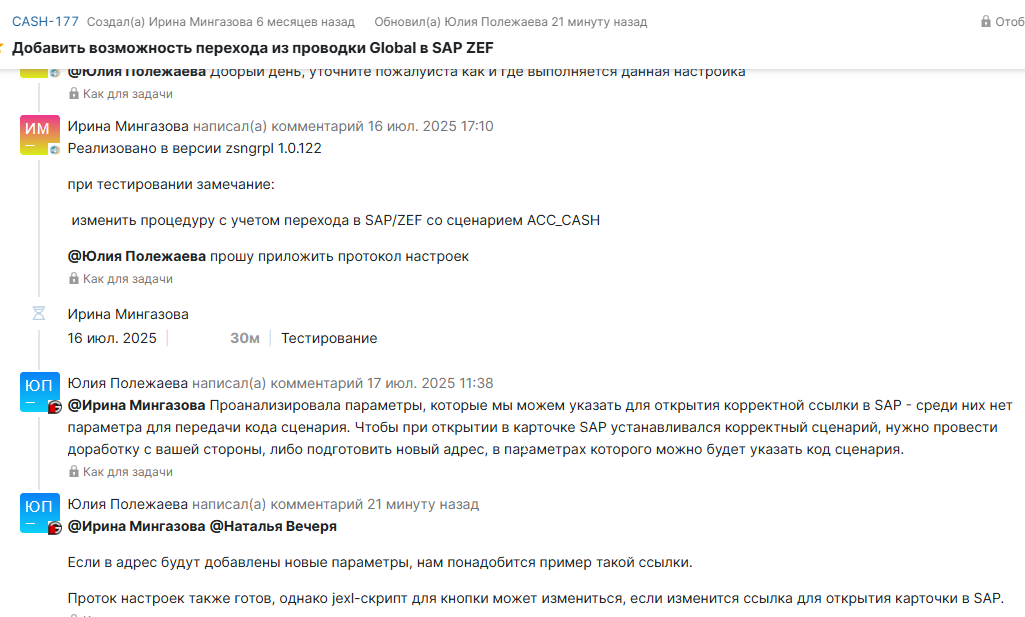 CASH-177 Создал(а) Ирина Мингазова 6 месяцев назад Обновил(а) Юлия Полежаева 21 минуту назад Отоб
Добавить возможность перехода из проводки Global в SAP ZEF
@Юлия Полежаева Добрый день, уточните пожалуйста как и где выполняется данная настройка
Как для задачи
ИМ
Ирина Мингазова написал(а) комментарий 16 июл. 2025 17:10
Реализовано в версии zsngrpl 1.0.122
при тестировании замечание:
изменить процедуру с учетом перехода в SAP/ZEF со сценарием ACC_CASH
@Юлия Полежаева прошу приложить протокол настроек
Как для задачи
Ирина Мингазова
16 июл. 2025 30м Тестирование
ЮП
Юлия Полежаева написал(а) комментарий 17 июл. 2025 11:38
@Ирина Мингазова Проанализировала параметры, которые мы можем указать для открытия корректной ссылки в SAP - среди них нет
параметра для передачи кода сценария. Чтобы при открытии в карточке SAP устанавливался корректный сценарий, нужно провести
доработку с вашей стороны, либо подготовить новый адрес, в параметрах которого можно будет указать код сценария.
Как для задачи
ЮП
Юлия Полежаева написал(а) комментарий 21 минуту назад
@Ирина Мингазова @Наталья Вечеря
Если в адрес будут добавлены новые параметры, нам понадобится пример такой ссылки.
Проток настроек также готов, однако jexl-скрипт для кнопки может измениться, если изменится ссылка для открытия карточки в SAP.